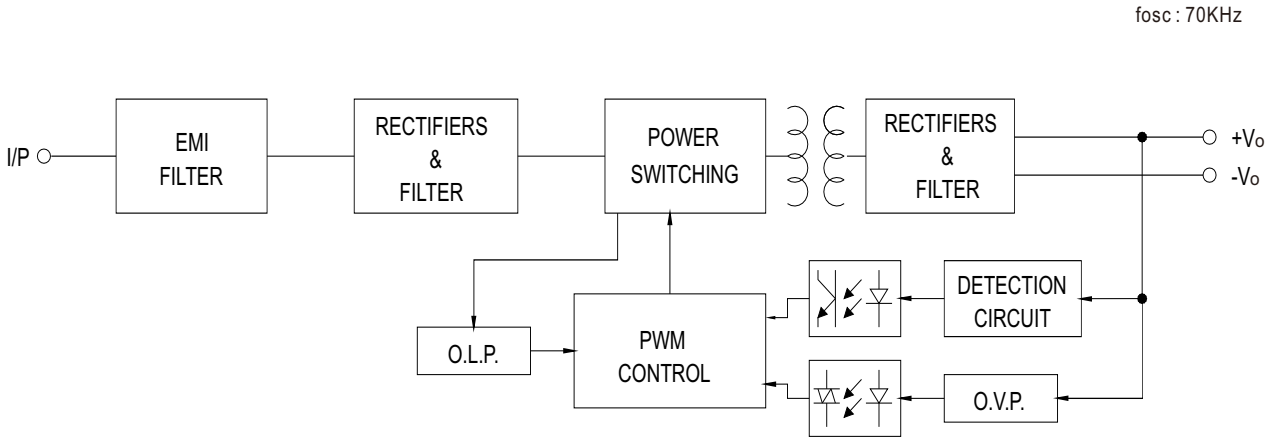 fosc : 70KHz
I/P
EMI
FILTER
RECTIFIERS
&
FILTER
POWER
SWITCHING
RECTIFIERS
&
FILTER
+Vo
-Vo
O.L.P.
PWM
CONTROL
DETECTION
CIRCUIT
O.V.P.